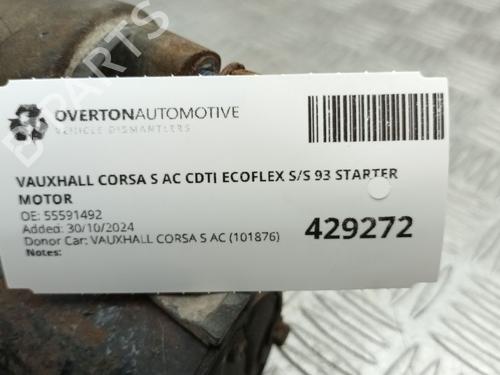 OVERTONAUTOMOTIVE
VEHICLE DISMANTLERS
VAUXHALL CORSA S AC CDTI ECOFLEX S/S 93 STARTER
MOTOR
OE: 55591492
Added: 30/10/2024
Donor Car: VAUXHALL CORSA S AC (101876)
Notes:
429272